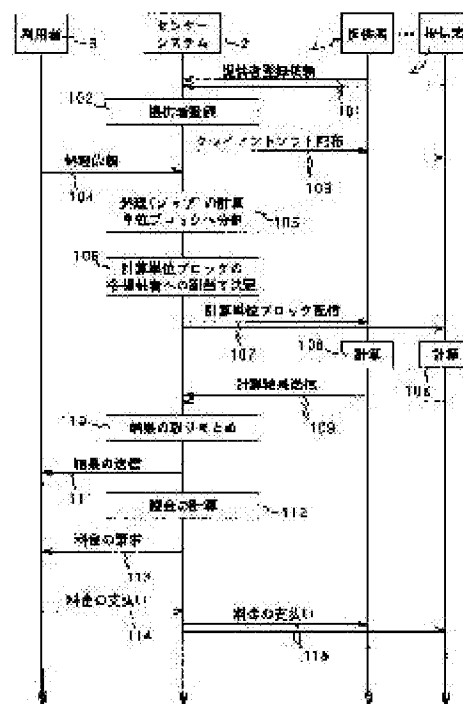 利用者
3
センター
システム
2
提供者
提供者登録依頼
101
102
提供者登録
クライアントソフト配布
103
処理依頼
104
処理(ジョブ)の計算
単位ブロックへ分割
105
106
計算単位ブロックの
各提供者への割当て決定
計算単位ブロック配信
107
108
計算
計算
108
計算結果送信
109
110
結果の取りまとめ
結果の送信
111
課金の計算
112
料金の請求
113
料金の支払い
114
料金の支払い
115